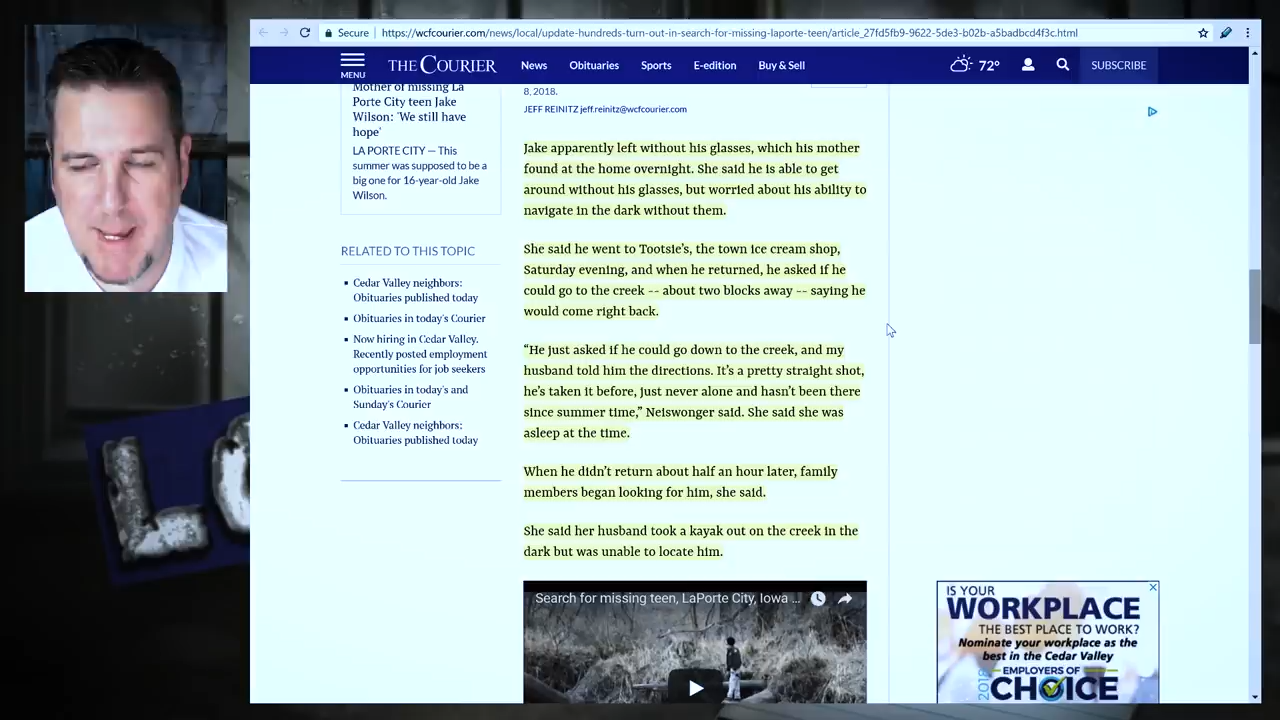 Secure
https://wcfcourier.com/news/local/update-hundreds-turn-out-in-search-for-missing-laporte-teen/article_27fd5fb9-9622-5de3-b02b-a5badbcd4f3c.html
MENU
THE COURIER
News
Obituaries
Sports
E-edition
Buy & Sell
72°
SUBSCRIBE
Mother of missing La
Porte City teen Jake
Wilson: 'We still have
hope'
LA PORTE CITY — This
summer was supposed to be a
big one for 16-year-old Jake
Wilson.
RELATED TO THIS TOPIC
Cedar Valley neighbors:
Obituaries published today
Obituaries in today's Courier
Now hiring in Cedar Valley.
Recently posted employment
opportunities for job seekers
Obituaries in today's and
Sunday's Courier
Cedar Valley neighbors:
Obituaries published today
8, 2018.
JEFF REINITZ jeff.reinitz@wcfcourier.com
Jake apparently left without his glasses, which his mother
found at the home overnight. She said he is able to get
around without his glasses, but worried about his ability to
navigate in the dark without them.
She said he went to Tootsie's, the town ice cream shop,
Saturday evening, and when he returned, he asked if he
could go to the creek -- about two blocks away -- saying he
would come right back.
“He just asked if he could go down to the creek, and my
husband told him the directions. It's a pretty straight shot,
he's taken it before, just never alone and hasn't been there
since summer time,” Neiswonger said. She said she was
asleep at the time.
When he didn't return about half an hour later, family
members began looking for him, she said.
She said her husband took a kayak out on the creek in the
dark but was unable to locate him.
Search for missing teen, LaPorte City, Iowa ...
IS YOUR
WORKPLACE
THE BEST PLACE TO WORK?
Nominate your workplace as the
best in the Cedar Valley
EMPLOYERS OF
CHOICE
2018
LO